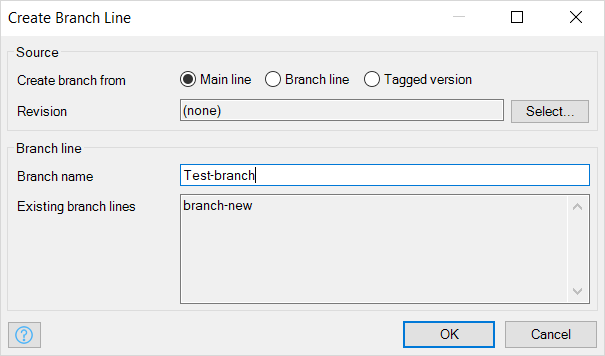 Create Branch Line
Source
Create branch from Main line Branch line Tagged version
Revision (none) Select...
Branch line
Branch name Test-branch
Existing branch lines branch-new
? OK Cancel